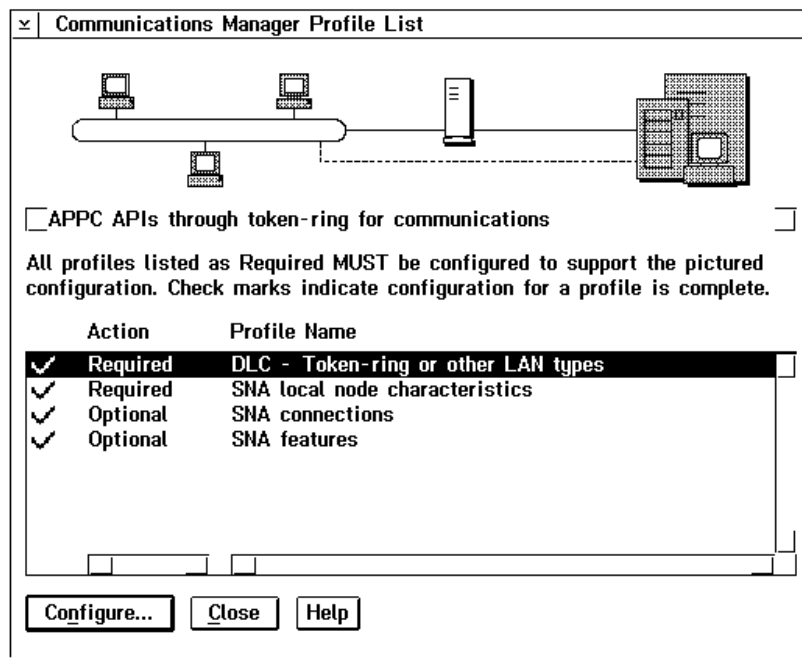 Communications Manager Profile List
APPC APIs through token-ring for communications
All profiles listed as Required MUST be configured to support the pictured
configuration. Check marks indicate configuration for a profile is complete.
Action Profile Name
Required DLC - Token-ring or other LAN types
Required SNA local node characteristics
Optional SNA connections
Optional SNA features
Configure... Close Help